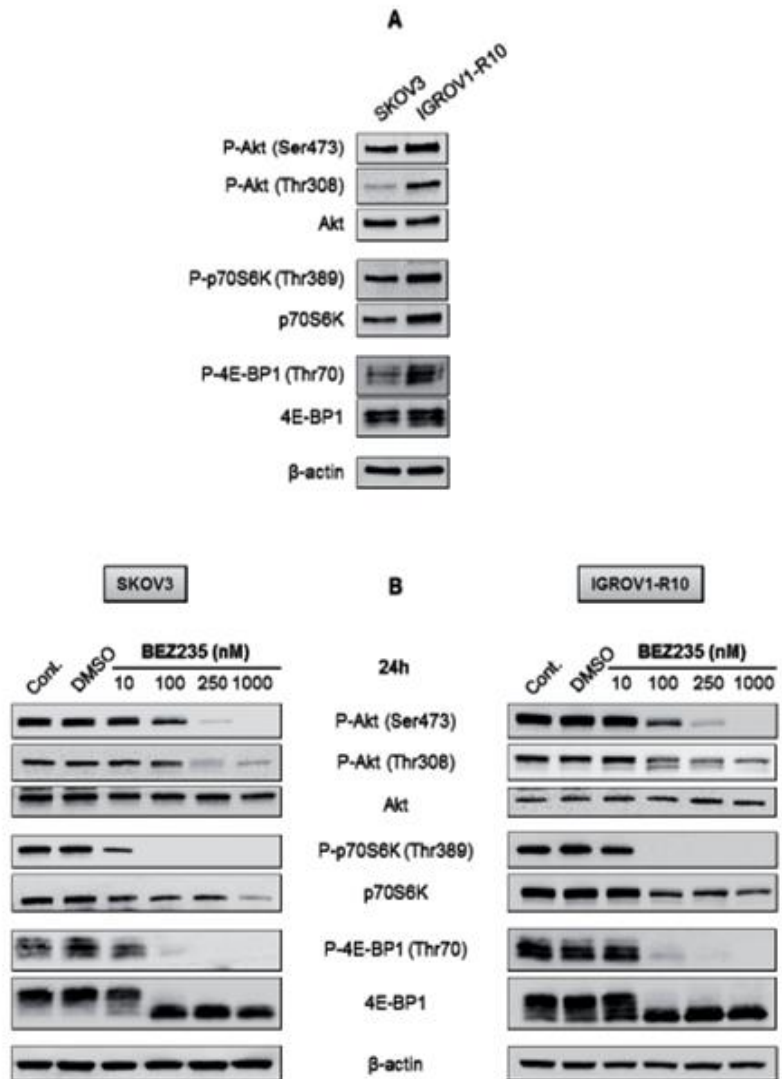 A
SKOV3 IGROV1-R10
P-Akt (Ser473)
P-Akt (Thr308)
Akt
P-p70S6K (Thr389)
p70S6K
P-4E-BP1 (Thr70)
4E-BP1
β-actin
SKOV3 B IGROV1-R10
Cont. DMSO BEZ235 (nM) 24h Cont. DMSO BEZ235 (nM)
10 100 250 1000 10 100 250 1000
P-Akt (Ser473)
P-Akt (Thr308)
Akt
P-p70S6K (Thr389)
p70S6K
P-4E-BP1 (Thr70)
4E-BP1
β-actin